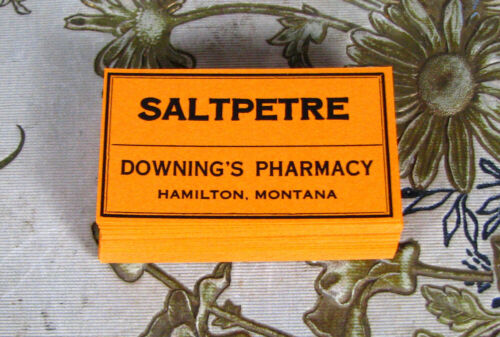 SALTPETRE
DOWNING'S PHARMACY
HAMILTON, MONTANA